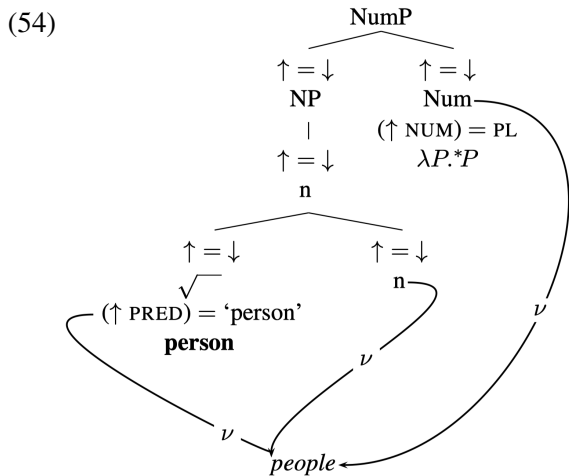 (54)
NumP
↑ = ↓ ↑ = ↓
NP Num
(↑ NUM) = PL
λP.*P
↑ = ↓
n
↑ = ↓ ↑ = ↓
√ n
(↑ PRED) = ‘person’
person
ν
ν
ν
people